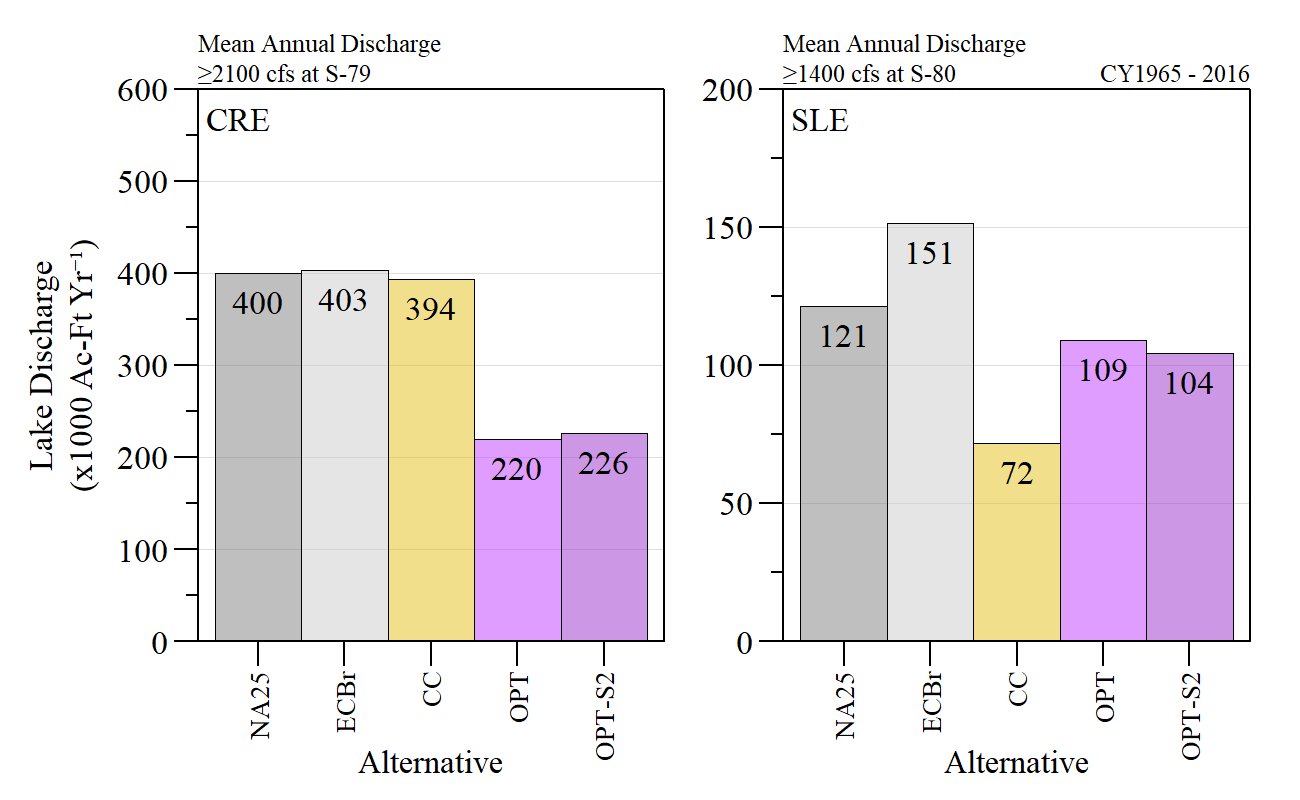 Mean Annual Discharge
≥2100 cfs at S-79
CRE
600
500
400
300
200
100
0
Lake Discharge
(x1000 Ac-Ft Yr⁻¹)
400
403
394
220
226
NA25
ECBr
CC
OPT
OPT-S2
Alternative
Mean Annual Discharge
≥1400 cfs at S-80
CY1965 - 2016
SLE
200
150
100
50
0
121
151
72
109
104
NA25
ECBr
CC
OPT
OPT-S2
Alternative